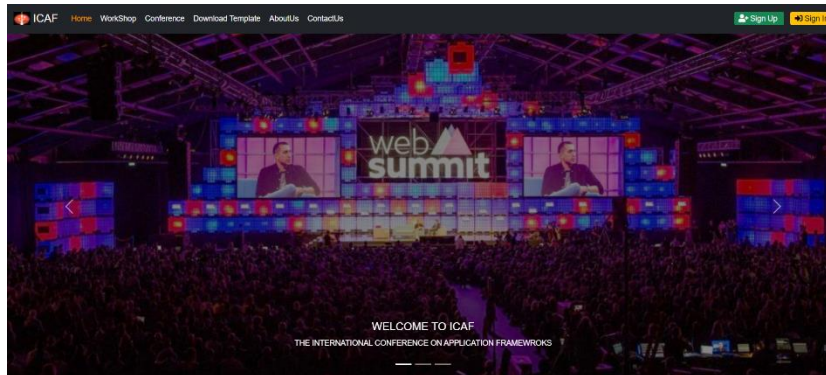 ICAF Home WorkShop Conference Download Template AboutUs ContactUs Sign Up Sign In
web
summit
WELCOME TO ICAF
THE INTERNATIONAL CONFERENCE ON APPLICATION FRAMEWROKS